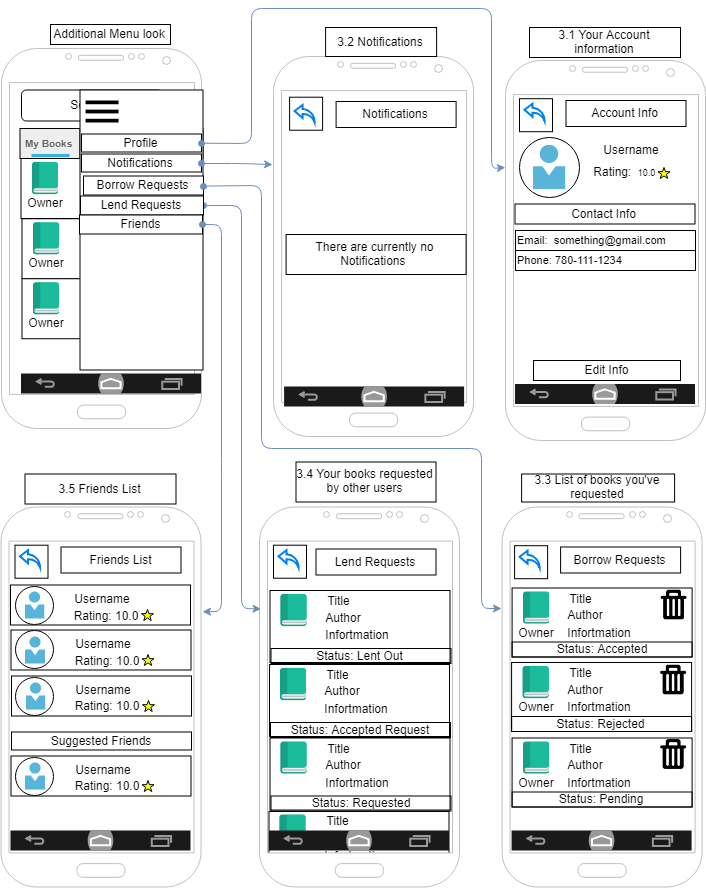 Additional Menu look
My Books
Owner
Owner
Owner
Profile
Notifications
Borrow Requests
Lend Requests
Friends
3.2 Notifications
Notifications
There are currently no
Notifications
3.1 Your Account
information
Account Info
Username
Rating: 10.0
Contact Info
Email: something@gmail.com
Phone: 780-111-1234
Edit Info
3.5 Friends List
Friends List
Username
Rating: 10.0
Username
Rating: 10.0
Username
Rating: 10.0
Suggested Friends
Username
Rating: 10.0
3.4 Your books requested
by other users
Lend Requests
Title
Author
Infortmation
Status: Lent Out
Title
Author
Infortmation
Status: Accepted Request
Title
Author
Infortmation
Status: Requested
Title
3.3 List of books you've
requested
Borrow Requests
Title
Author
Owner Infortmation
Status: Accepted
Title
Author
Owner Infortmation
Status: Rejected
Title
Author
Owner Infortmation
Status: Pending